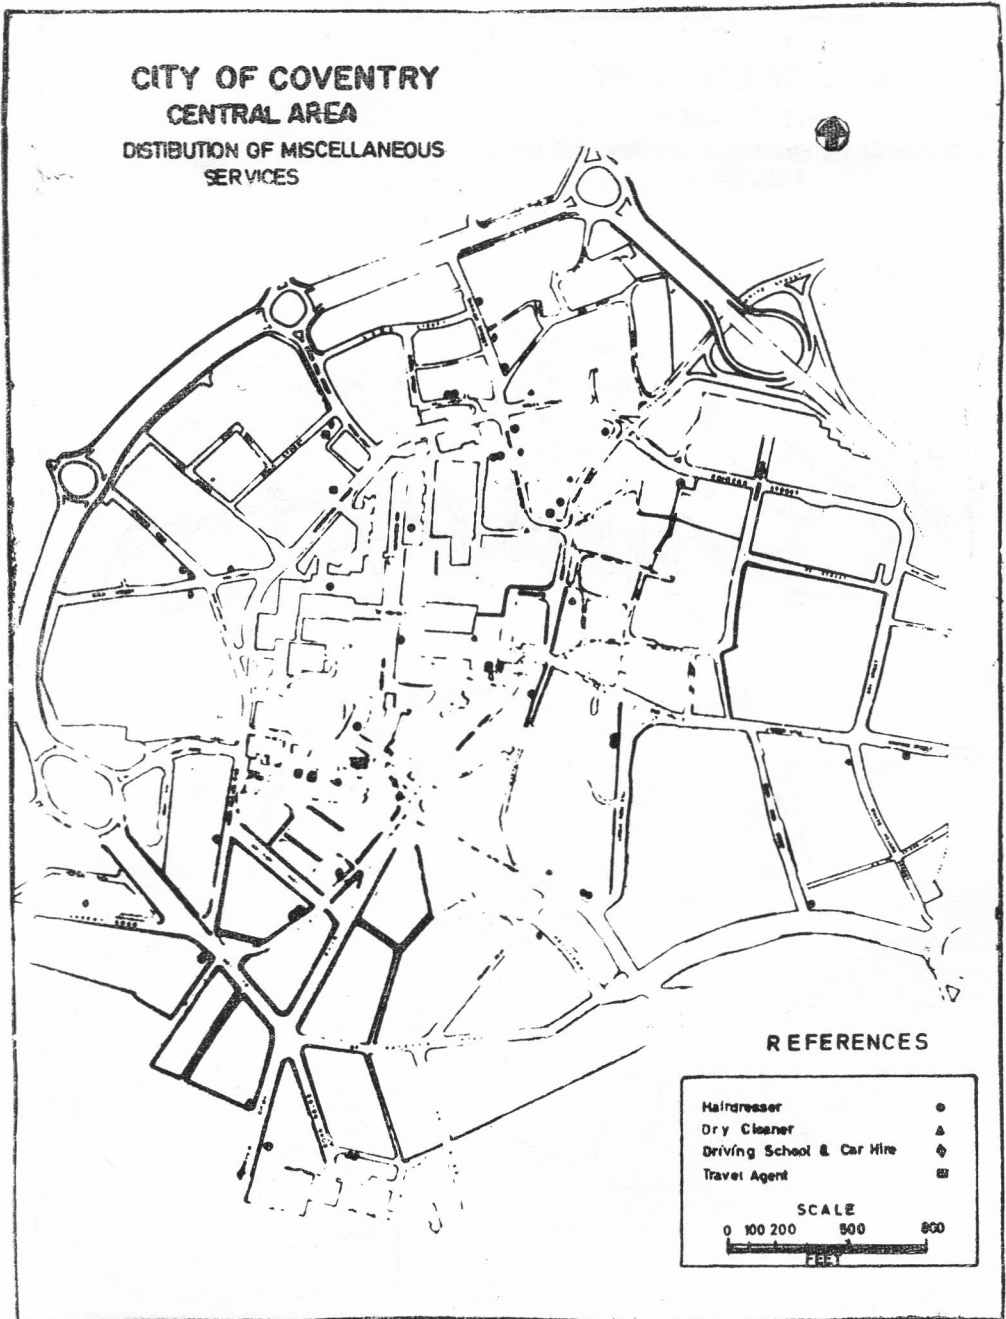 CITY OF COVENTRY
CENTRAL AREA
DISTIBUTION OF MISCELLANEOUS
SERVICES
REFERENCES
Hairdresser
Dry Cleaner
Driving School & Car Hire
Travel Agent
SCALE
0 100 200 500 800
FEET